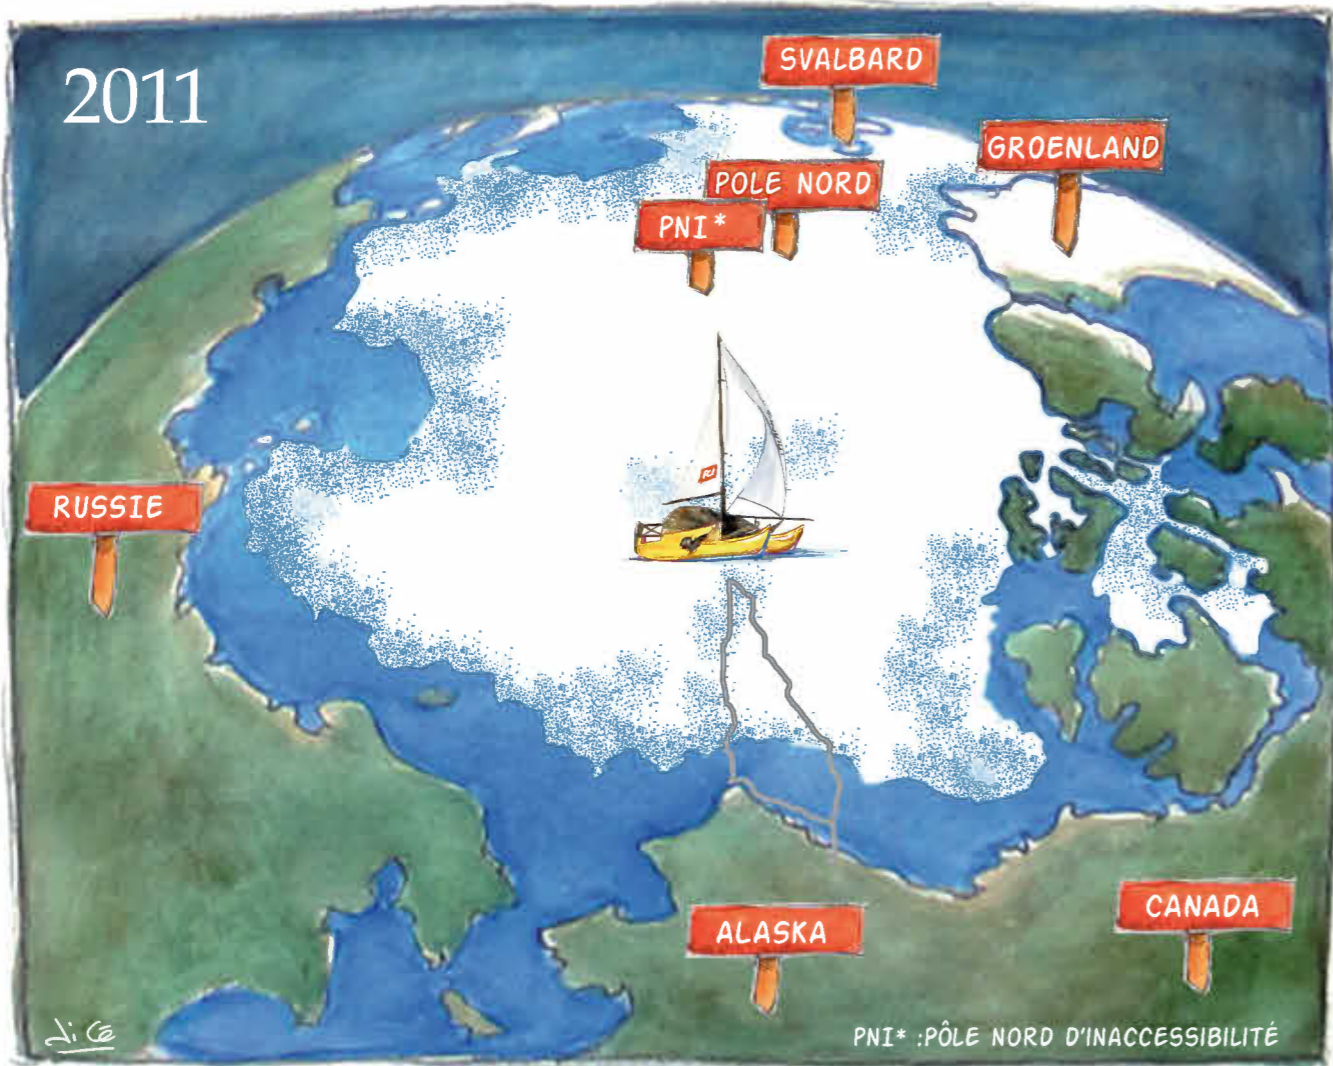 2011
SVALBARD
GROENLAND
POLE NORD
PNI*
RUSSIE
ALASKA
CANADA
PNI* :PÔLE NORD D'INACCESSIBILITÉ